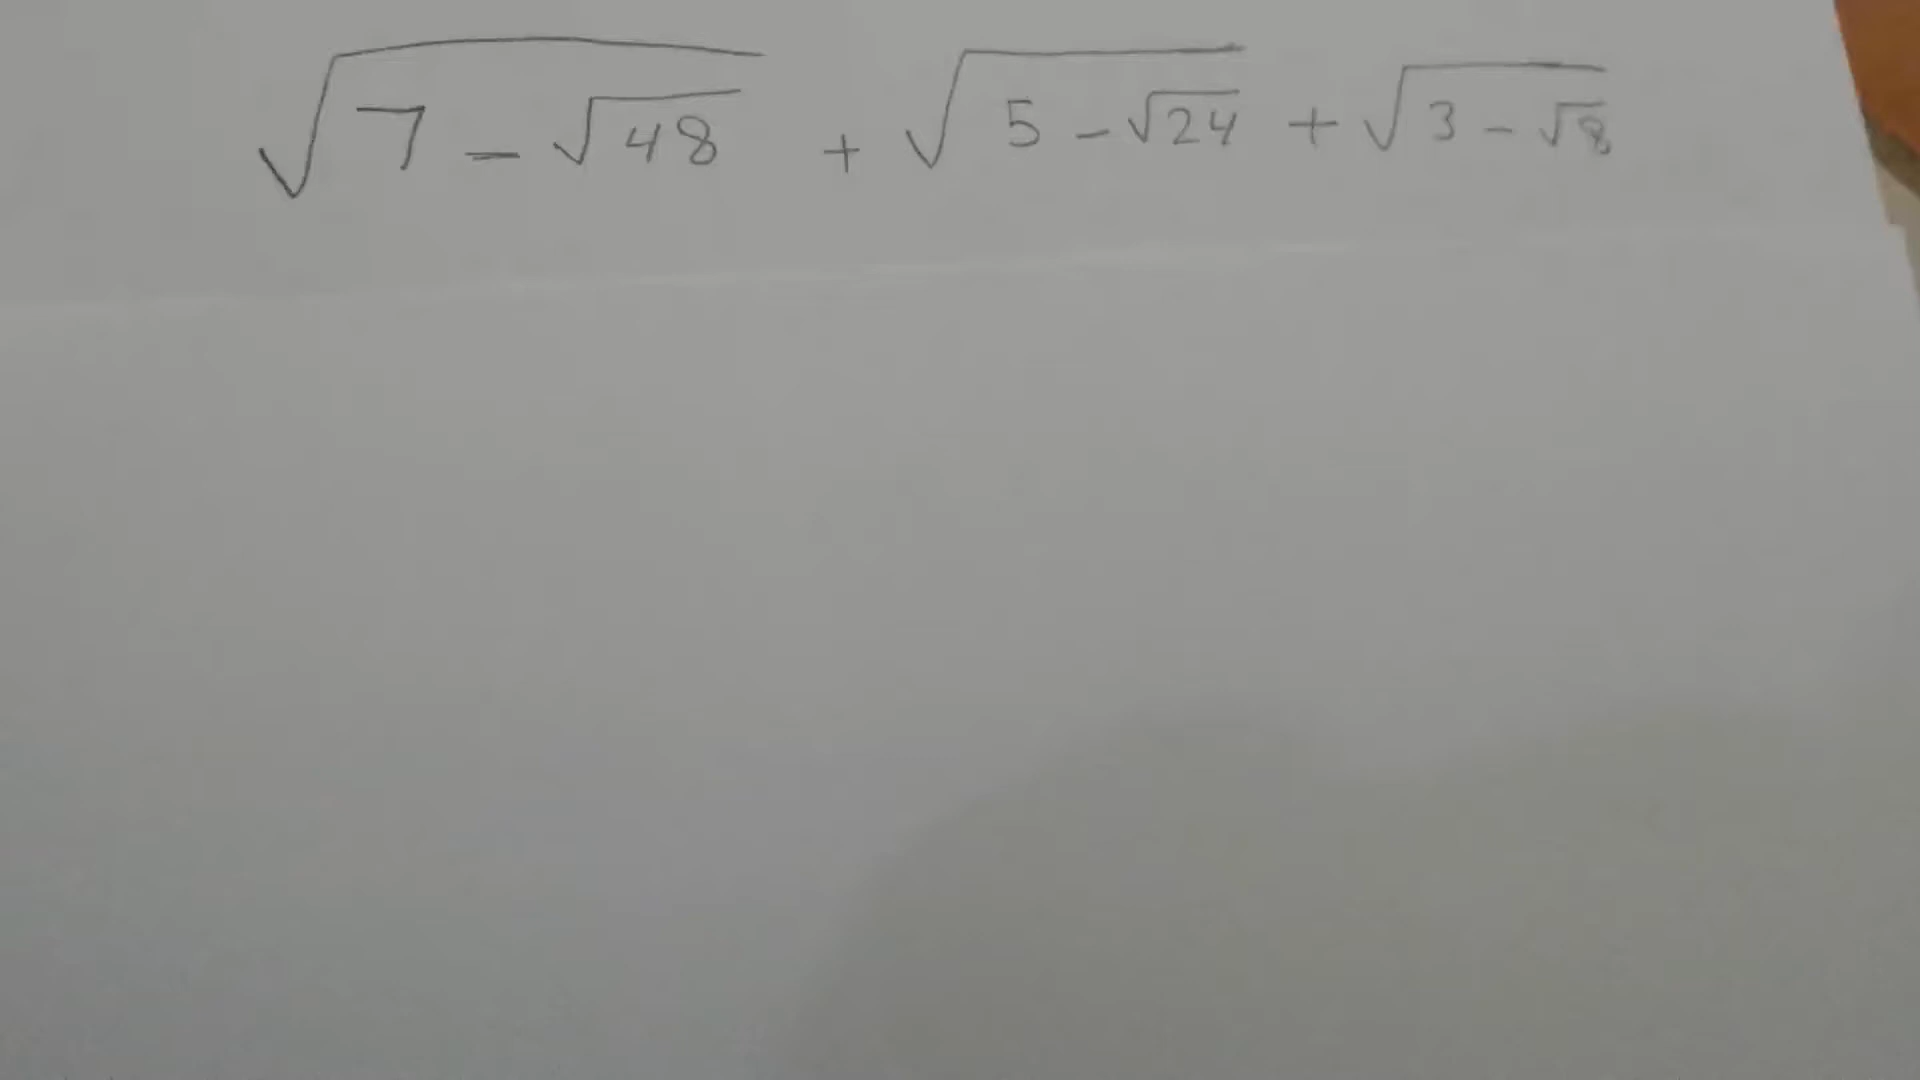 √(7 - √48) + √(5 - √24) + √(3 - √8)